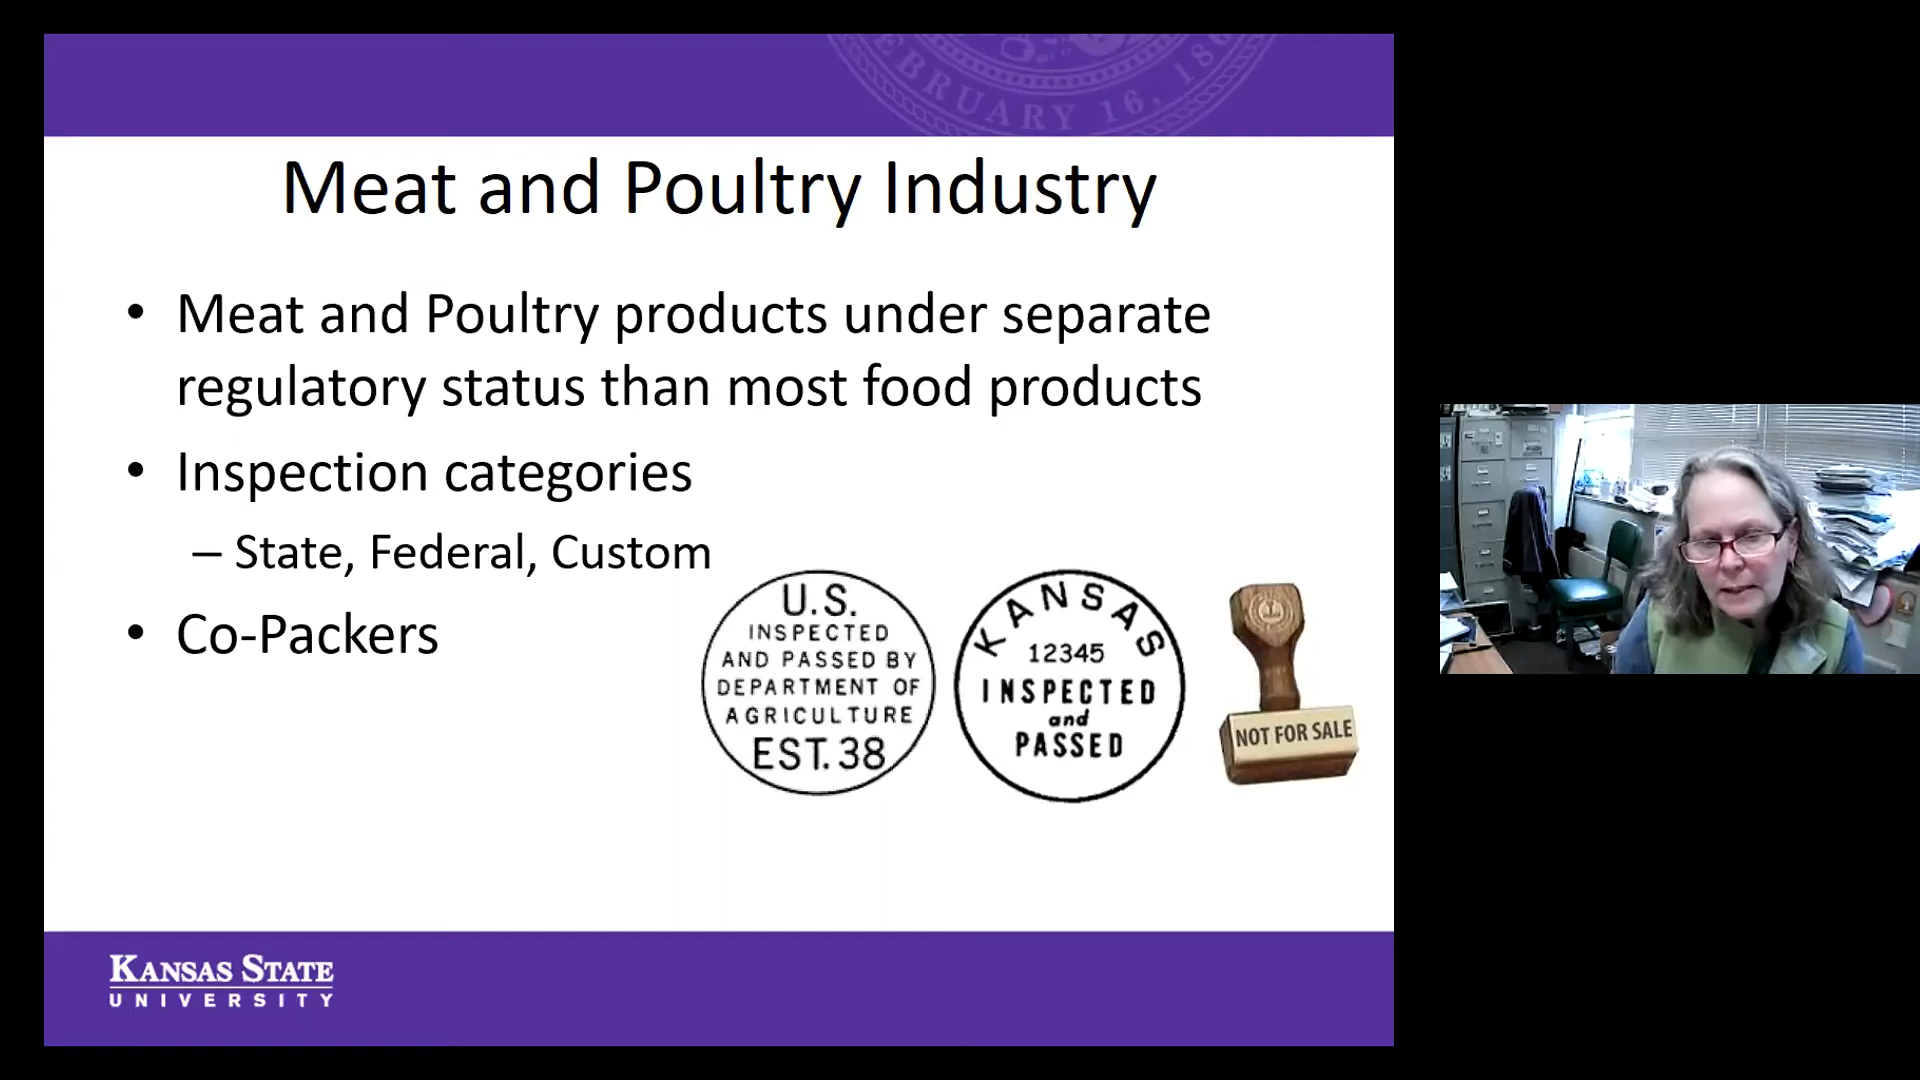 FEBRUARY 16, 186
Meat and Poultry Industry
• Meat and Poultry products under separate
regulatory status than most food products
• Inspection categories
– State, Federal, Custom
• Co-Packers
U.S.
INSPECTED
AND PASSED BY
DEPARTMENT OF
AGRICULTURE
EST. 38
KANSAS
12345
INSPECTED
and
PASSED
NOT FOR SALE
KANSAS STATE
UNIVERSITY